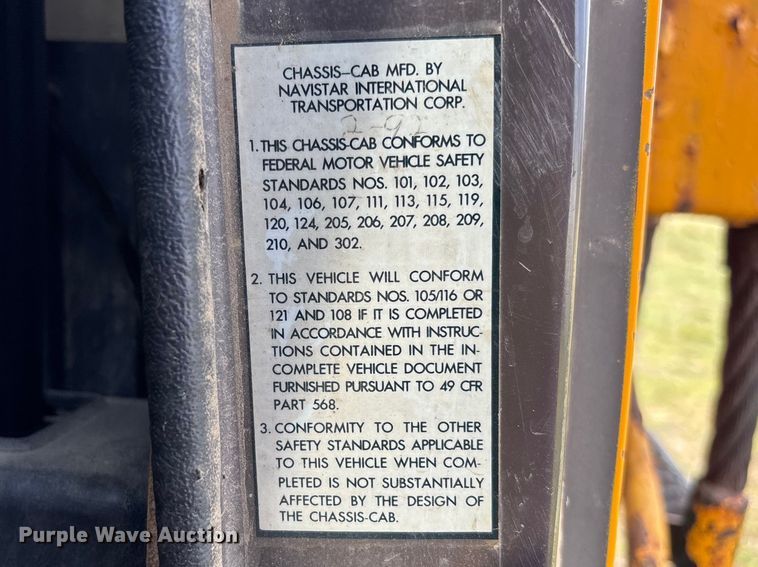 CHASSIS-CAB MFD. BY
NAVISTAR INTERNATIONAL
TRANSPORTATION CORP.
2-92
1. THIS CHASSIS-CAB CONFORMS TO
FEDERAL MOTOR VEHICLE SAFETY
STANDARDS NOS. 101, 102, 103,
104, 106, 107, 111, 113, 115, 119,
120, 124, 205, 206, 207, 208, 209,
210, AND 302.
2. THIS VEHICLE WILL CONFORM
TO STANDARDS NOS. 105/116 OR
121 AND 108 IF IT IS COMPLETED
IN ACCORDANCE WITH INSTRUC-
TIONS CONTAINED IN THE IN-
COMPLETE VEHICLE DOCUMENT
FURNISHED PURSUANT TO 49 CFR
PART 568.
3. CONFORMITY TO THE OTHER
SAFETY STANDARDS APPLICABLE
TO THIS VEHICLE WHEN COM-
PLETED IS NOT SUBSTANTIALLY
AFFECTED BY THE DESIGN OF
THE CHASSIS-CAB.
Purple Wave Auction